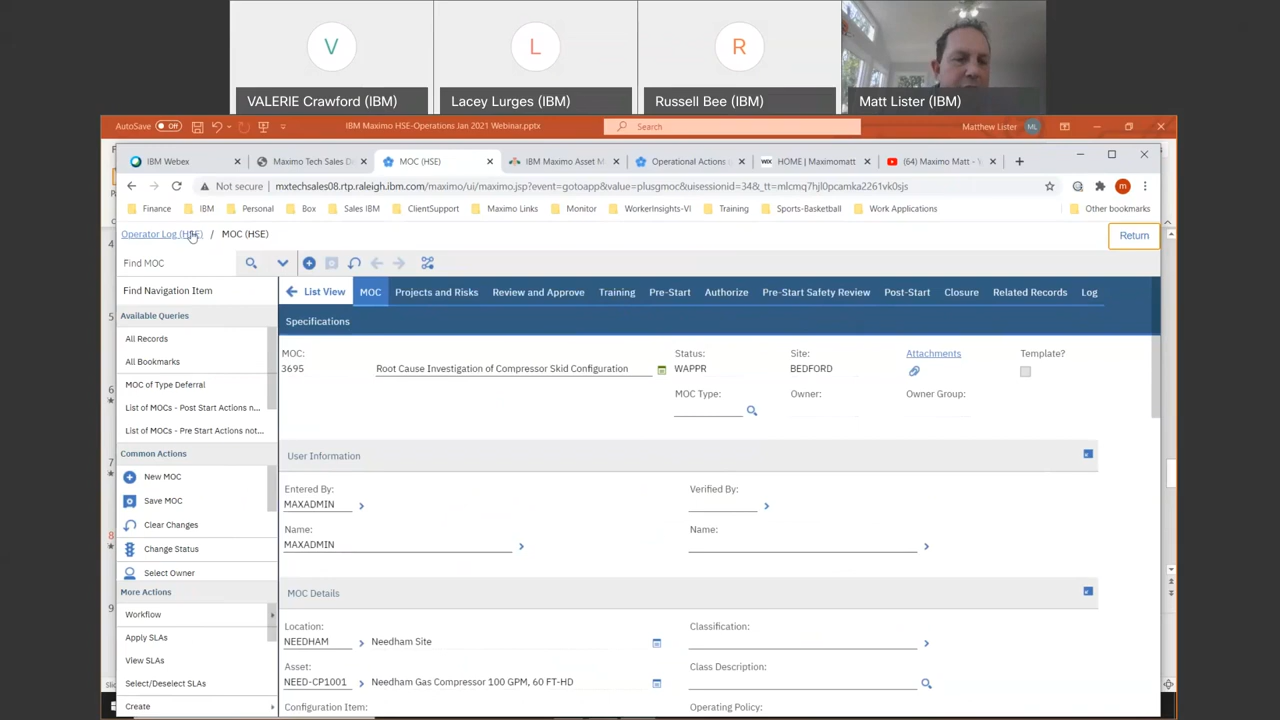 V
L
R
VALERIE Crawford (IBM)
Lacey Lurges (IBM)
Russell Bee (IBM)
Matt Lister (IBM)
AutoSave Off
IBM Maximo HSE-Operations Jan 2021 Webinar.pptx
Search
Matthew Lister ML
IBM Webex
Maximo Tech Sales D
MOC (HSE)
IBM Maximo Asset M
Operational Actions
HOME | Maximomatt
(64) Maximo Matt -
Not secure | mxtechsales08.rtp.raleigh.ibm.com/maximo/ui/maximo.jsp?event=gotoapp&value=plusgmoc&uisessionid=34&_tt=mlcmq7hjl0pcamka2261vk0sjs
m
Finance
IBM
Personal
Box
Sales IBM
ClientSupport
Maximo Links
Monitor
WorkerInsights-VI
Training
Sports-Basketball
Work Applications
Other bookmarks
Operator Log (HSE) / MOC (HSE)
Return
4
5
6
7
8
9
Find MOC
Find Navigation Item
List View
MOC
Projects and Risks
Review and Approve
Training
Pre-Start
Authorize
Pre-Start Safety Review
Post-Start
Closure
Related Records
Log
Specifications
Available Queries
All Records
All Bookmarks
MOC of Type Deferral
List of MOCs - Post Start Actions n...
List of MOCs - Pre Start Actions not...
Common Actions
New MOC
Save MOC
Clear Changes
Change Status
Select Owner
More Actions
Workflow
Apply SLAs
View SLAs
Select/Deselect SLAs
Create
MOC:
3695
Root Cause Investigation of Compressor Skid Configuration
Status:
WAPPR
Site:
BEDFORD
Attachments
Template?
MOC Type:
Owner:
Owner Group:
User Information
Entered By:
MAXADMIN
Verified By:
Name:
MAXADMIN
Name:
MOC Details
Location:
NEEDHAM
Needham Site
Classification:
Asset:
NEED-CP1001
Needham Gas Compressor 100 GPM, 60 FT-HD
Class Description:
Configuration Item:
Operating Policy: